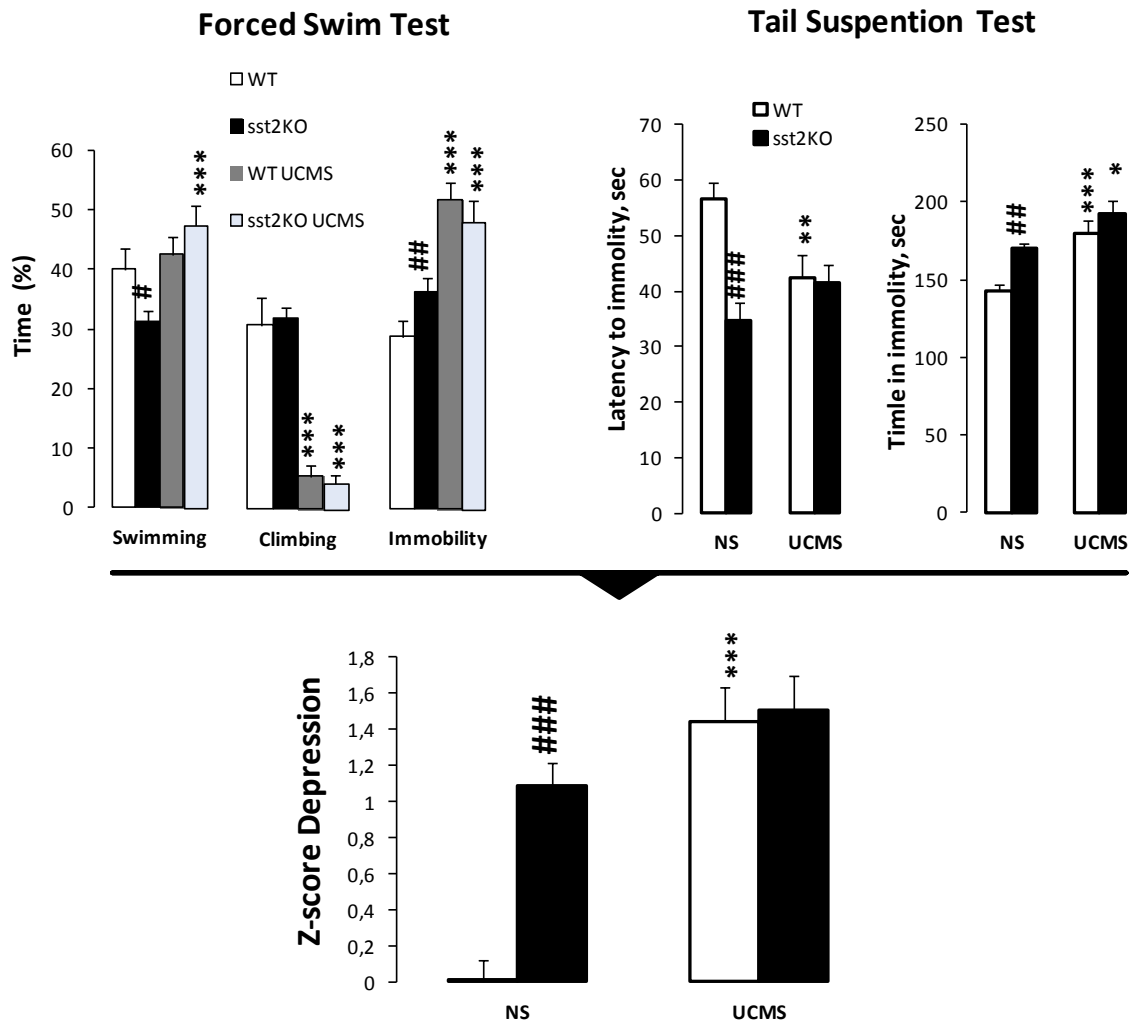 Forced Swim Test
WT
sst2KO
WT UCMS
sst2KO UCMS
Time (%)
60
50
40
30
20
10
0
#
***
***
***
##
***
***
Swimming
Climbing
Immobility
Tail Suspention Test
WT
sst2KO
Latency to immolity, sec
70
60
50
40
30
20
10
0
###
**
NS
UCMS
Timle in immolity, sec
250
200
150
100
50
0
##
***
*
NS
UCMS
Z-score Depression
1,8
1,6
1,4
1,2
1
0,8
0,6
0,4
0,2
0
###
***
NS
UCMS